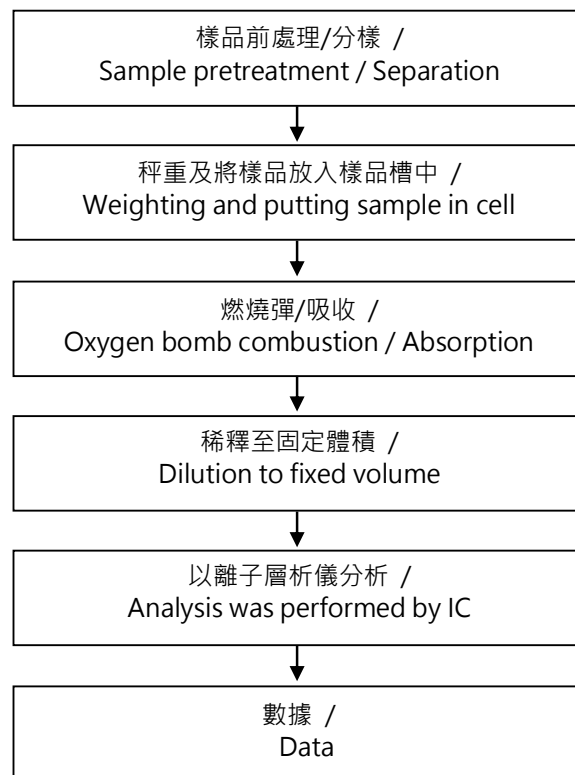 樣品前處理/分樣 /
Sample pretreatment / Separation
秤重及將樣品放入樣品槽中 /
Weighting and putting sample in cell
燃燒彈/吸收 /
Oxygen bomb combustion / Absorption
稀釋至固定體積 /
Dilution to fixed volume
以離子層析儀分析 /
Analysis was performed by IC
數據 /
Data